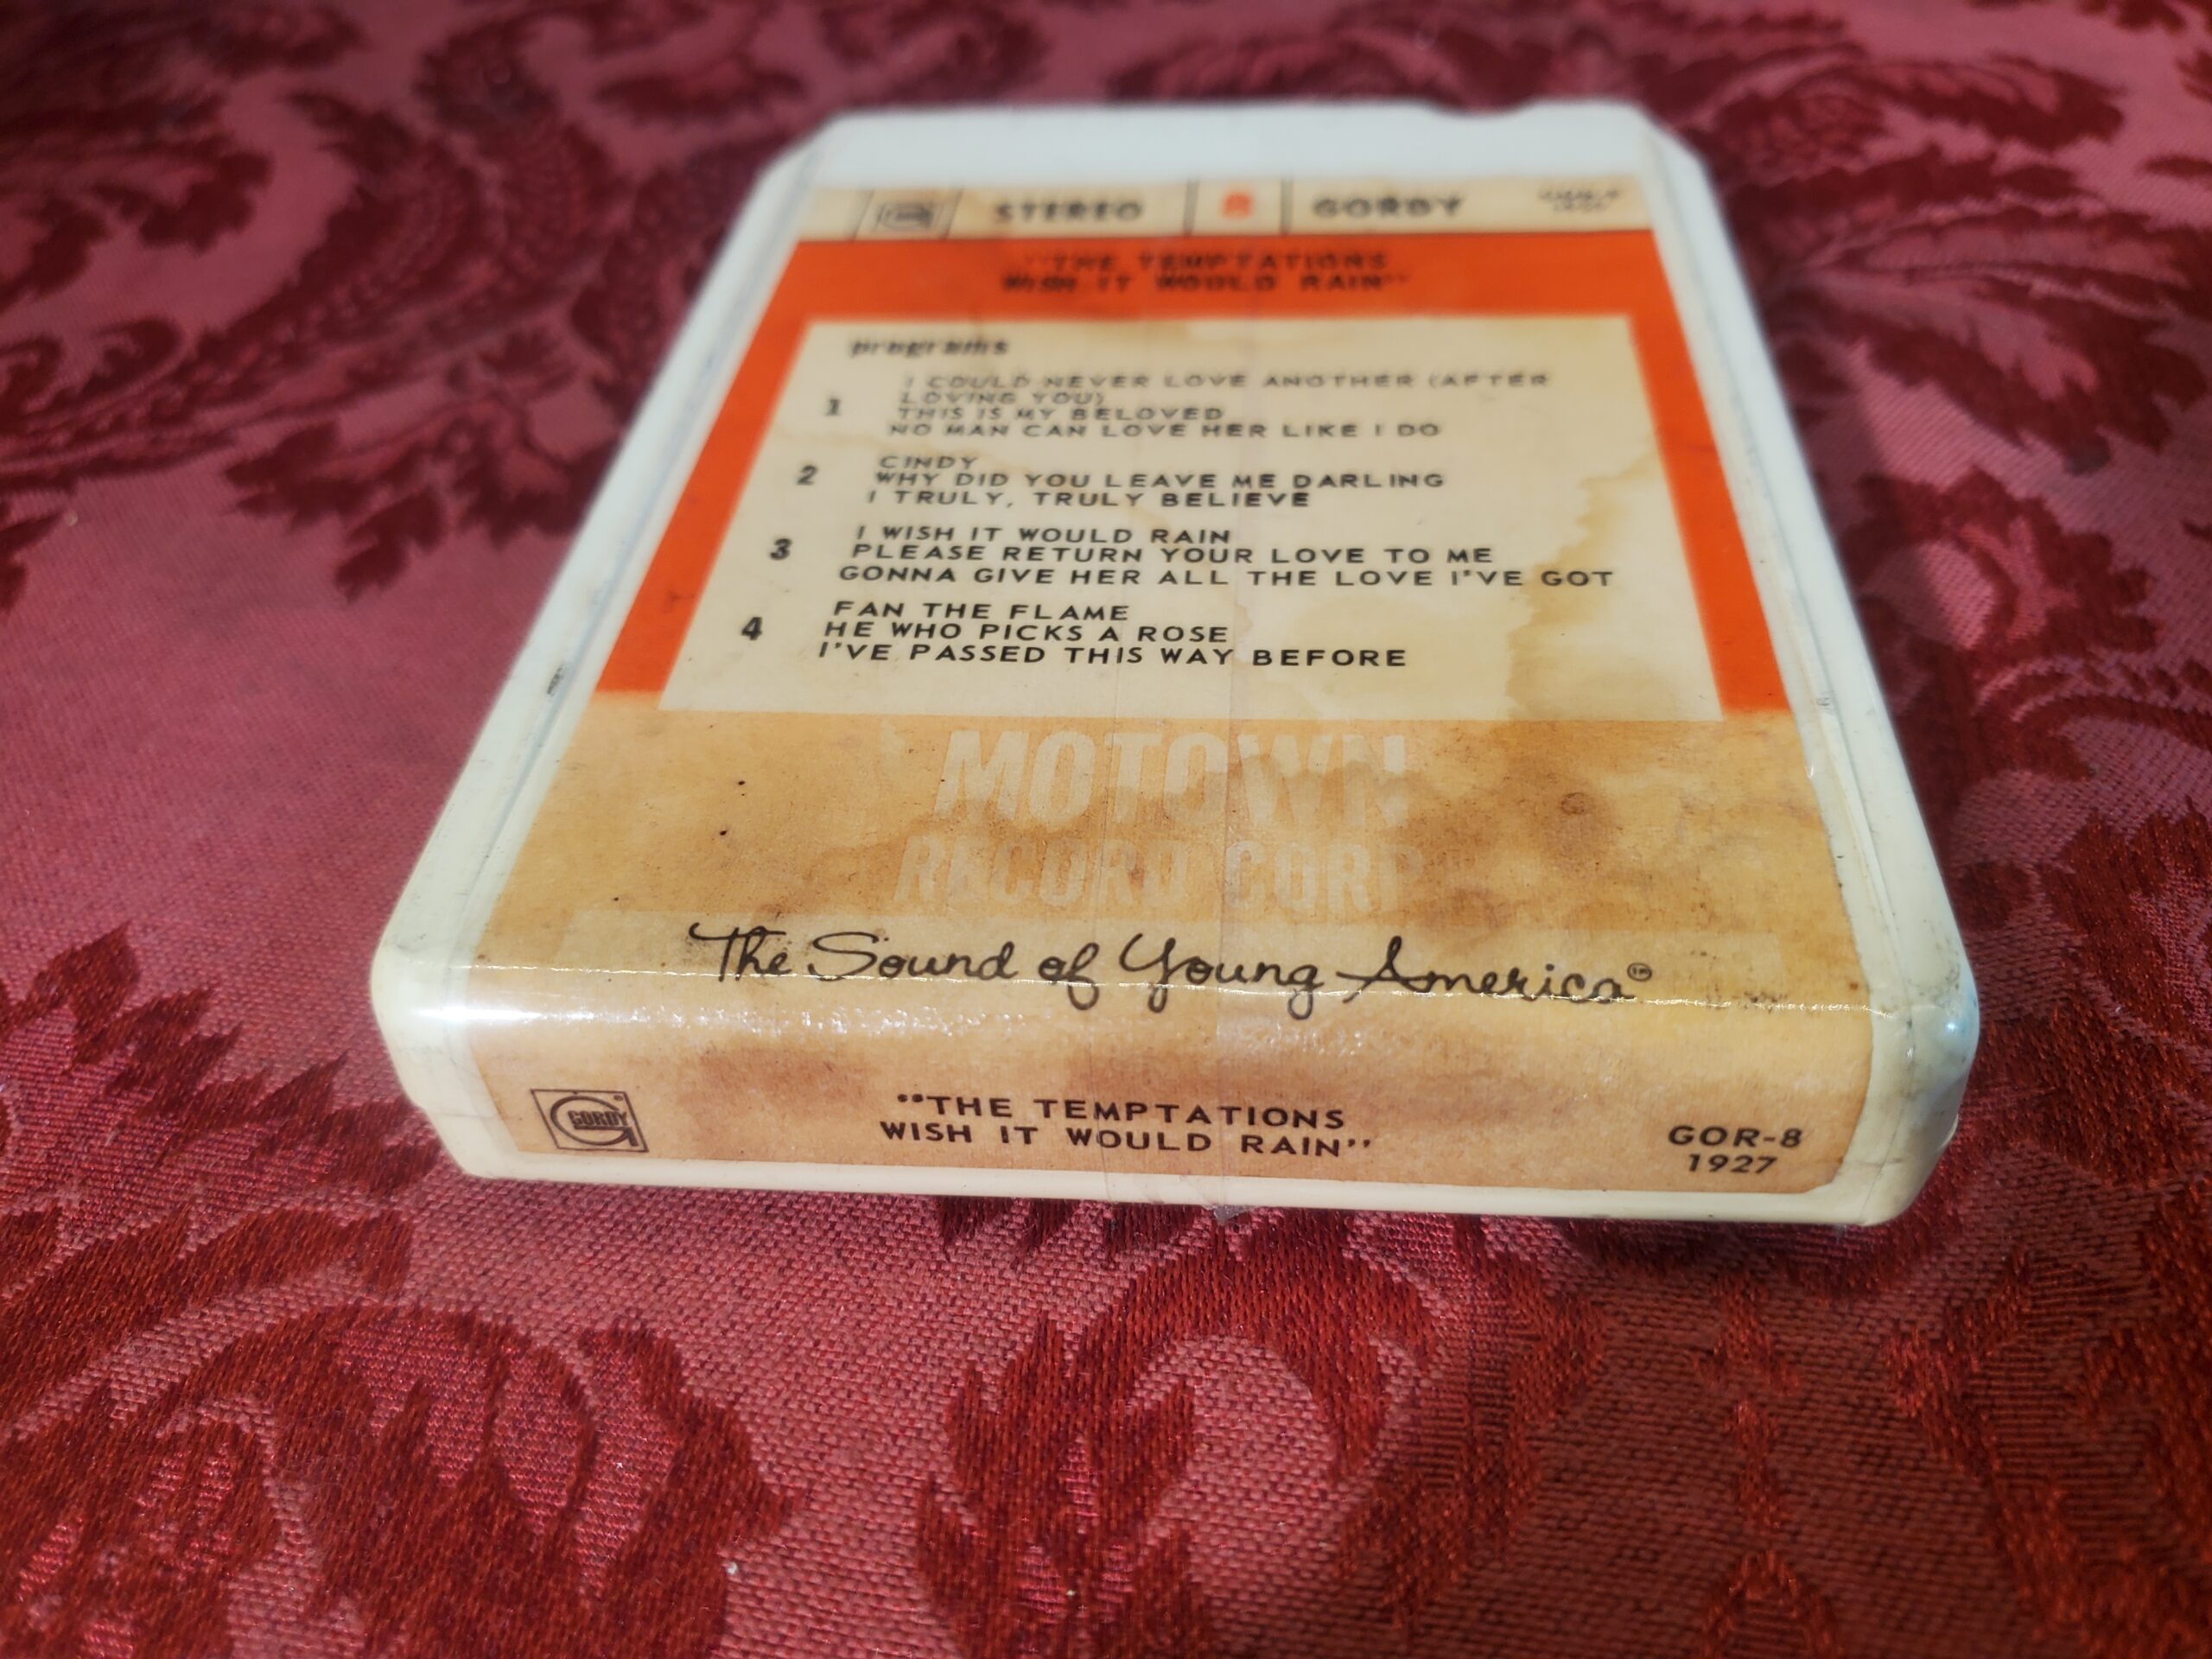 STEREO 8 GORDY
"THE TEMPTATIONS
WISH IT WOULD RAIN"
programs
1 I COULD NEVER LOVE ANOTHER (AFTER
LOVING YOU)
THIS IS MY BELOVED
NO MAN CAN LOVE HER LIKE I DO
2 CINDY
WHY DID YOU LEAVE ME DARLING
I TRULY, TRULY BELIEVE
3 I WISH IT WOULD RAIN
PLEASE RETURN YOUR LOVE TO ME
GONNA GIVE HER ALL THE LOVE I'VE GOT
4 FAN THE FLAME
HE WHO PICKS A ROSE
I'VE PASSED THIS WAY BEFORE
MOTOWN
RECORD CORP
The Sound of Young America
GORDY
"THE TEMPTATIONS
WISH IT WOULD RAIN"
GOR-8
1927